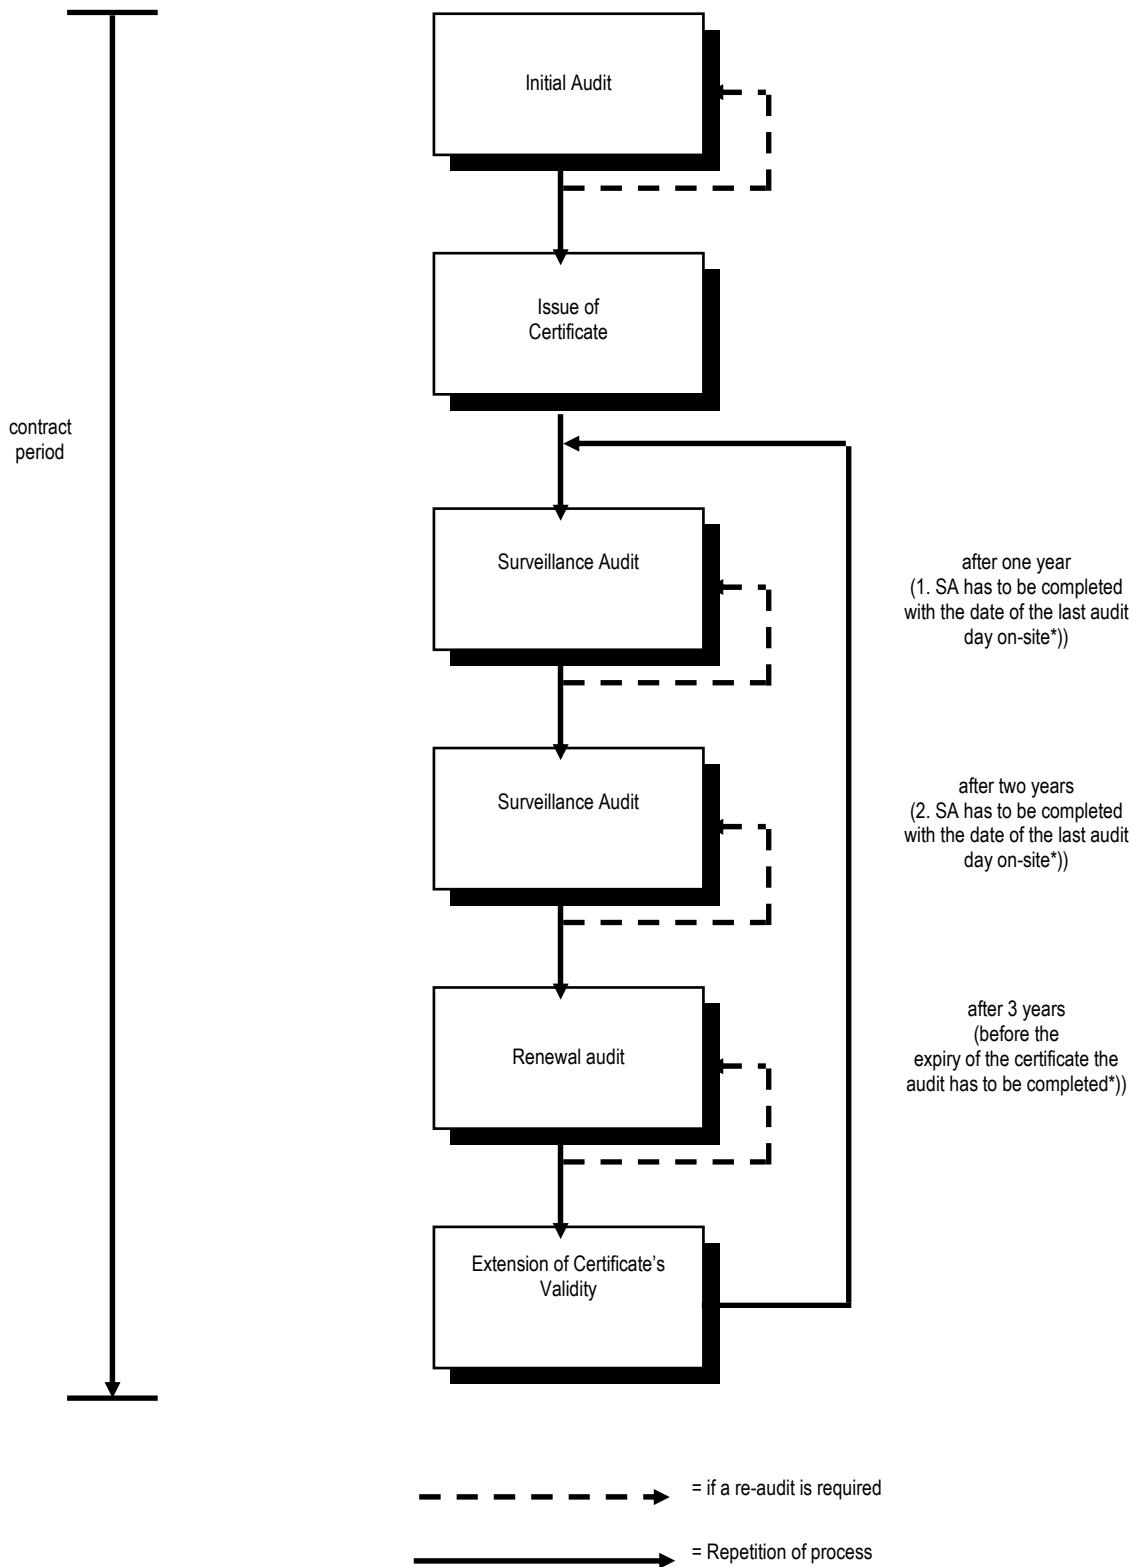 Initial Audit
Issue of
Certificate
contract
period
Surveillance Audit
after one year
(1. SA has to be completed
with the date of the last audit
day on-site*))
Surveillance Audit
after two years
(2. SA has to be completed
with the date of the last audit
day on-site*))
Renewal audit
after 3 years
(before the
expiry of the certificate the
audit has to be completed*))
Extension of Certificate's
Validity
= if a re-audit is required
= Repetition of process